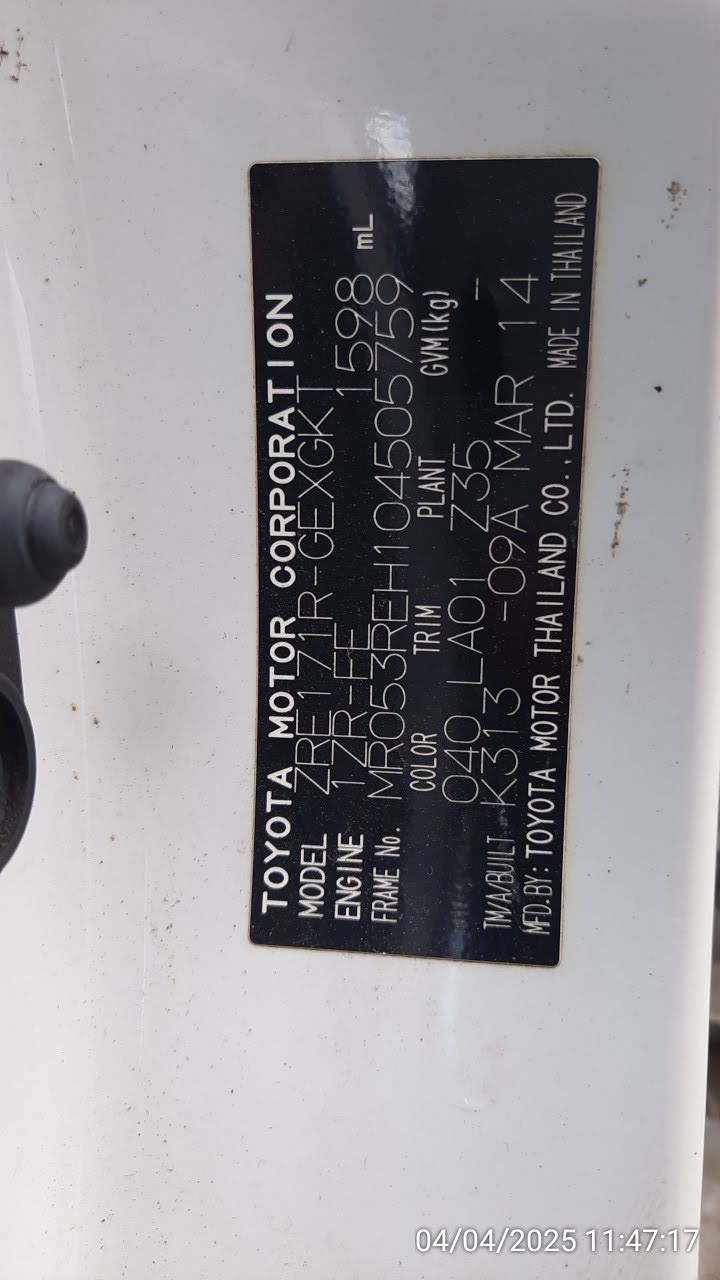 TOYOTA MOTOR CORPORATION
MODEL ZRE171R-GEXGKT
ENGINE 1ZR-FE 1598 mL
FRAME No. MR053REH104505759
COLOR TRIM PLANT GVM(kg)
040 LA01 Z35 -
TM/A/BUILT K313 -09A MAR 14
MFD.BY: TOYOTA MOTOR THAILAND CO.,LTD. MADE IN THAILAND
04/04/2025 11:47:17